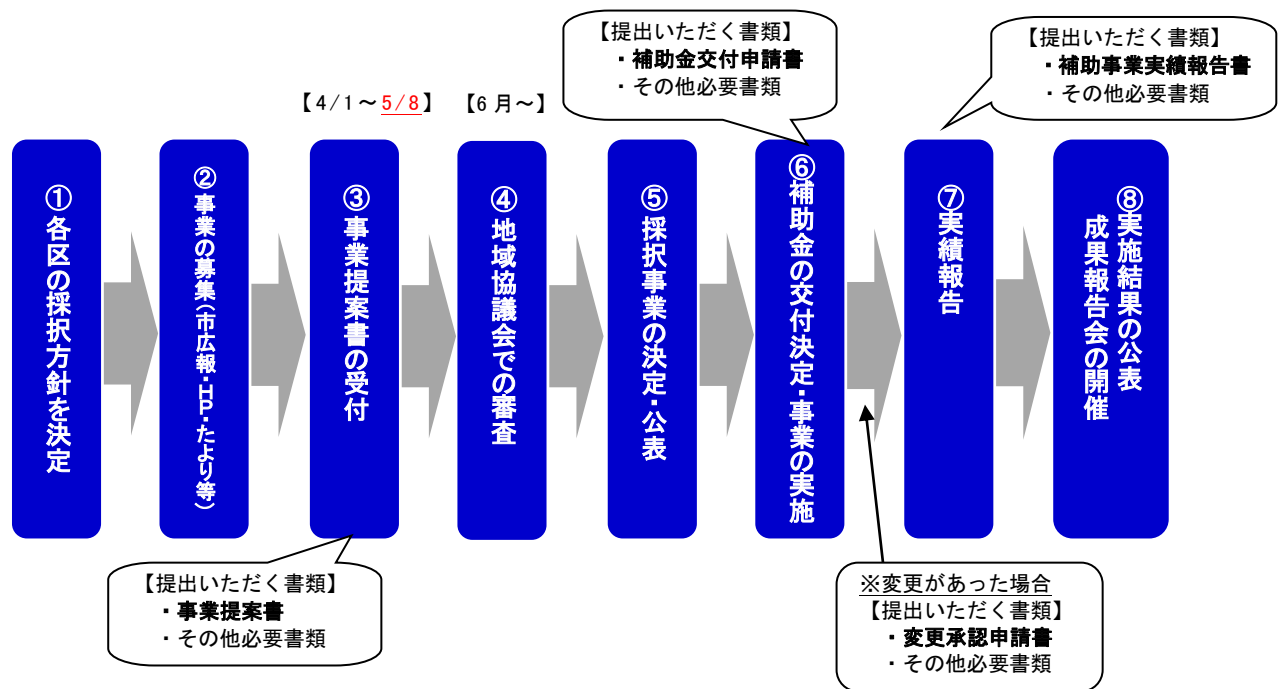 【提出いただく書類】
・補助金交付申請書
・その他必要書類
【提出いただく書類】
・補助事業実績報告書
・その他必要書類
【4/1～5/8】
【6月～】
①各区の採択方針を決定
②事業の募集（市広報・HP・たより等）
③事業提案書の受付
④地域協議会での審査
⑤採択事業の決定・公表
⑥補助金の交付決定・事業の実施
⑦実績報告
⑧実施結果の公表
成果報告会の開催
【提出いただく書類】
・事業提案書
・その他必要書類
※変更があった場合
【提出いただく書類】
・変更承認申請書
・その他必要書類